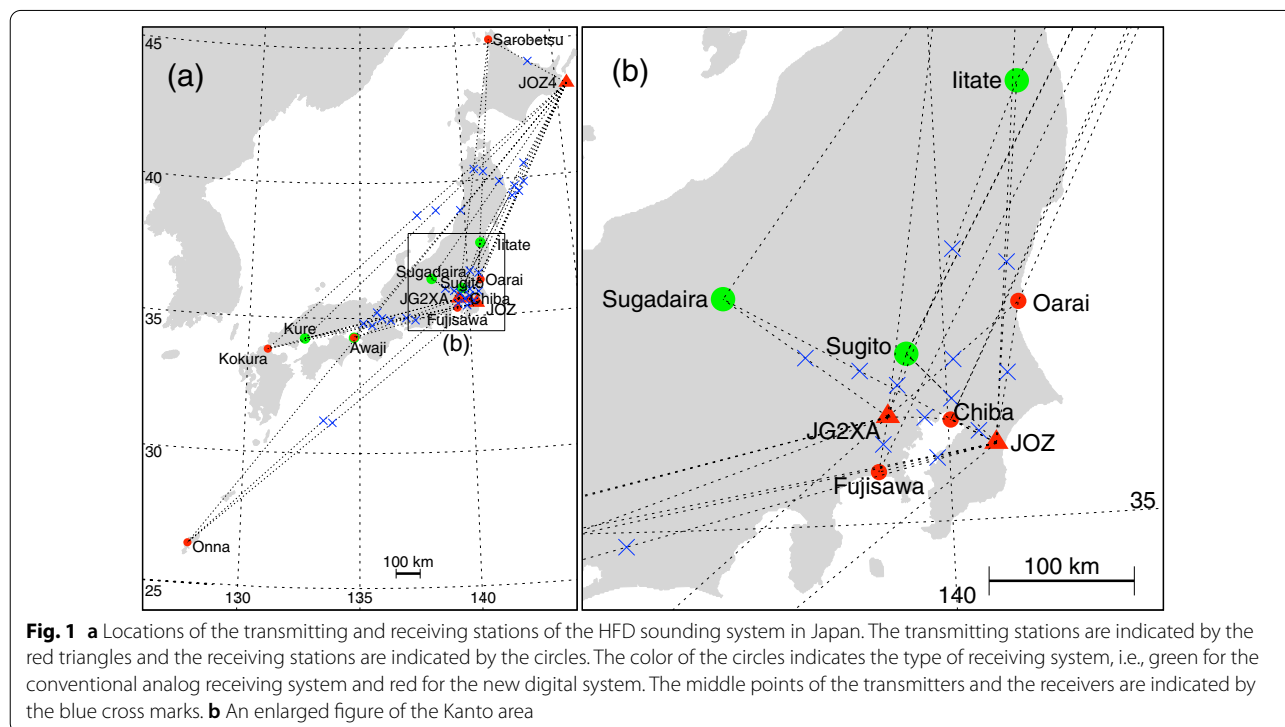 45
Sarobetsu
(a)
JOZ4
40
Iitate
Sugadaira
Oarai
Sugito
JG2XA
Chiba
35
JOZ
Fujisawa
Kure
(b)
Kokura
Awaji
30
Onna
100 km
25
130
135
140
(b)
Iitate
Sugadaira
Oarai
Sugito
Chiba
JG2XA
JOZ
Fujisawa
35
100 km
140
Fig. 1 a Locations of the transmitting and receiving stations of the HFD sounding system in Japan. The transmitting stations are indicated by the
red triangles and the receiving stations are indicated by the circles. The color of the circles indicates the type of receiving system, i.e., green for the
conventional analog receiving system and red for the new digital system. The middle points of the transmitters and the receivers are indicated by
the blue cross marks. b An enlarged figure of the Kanto area